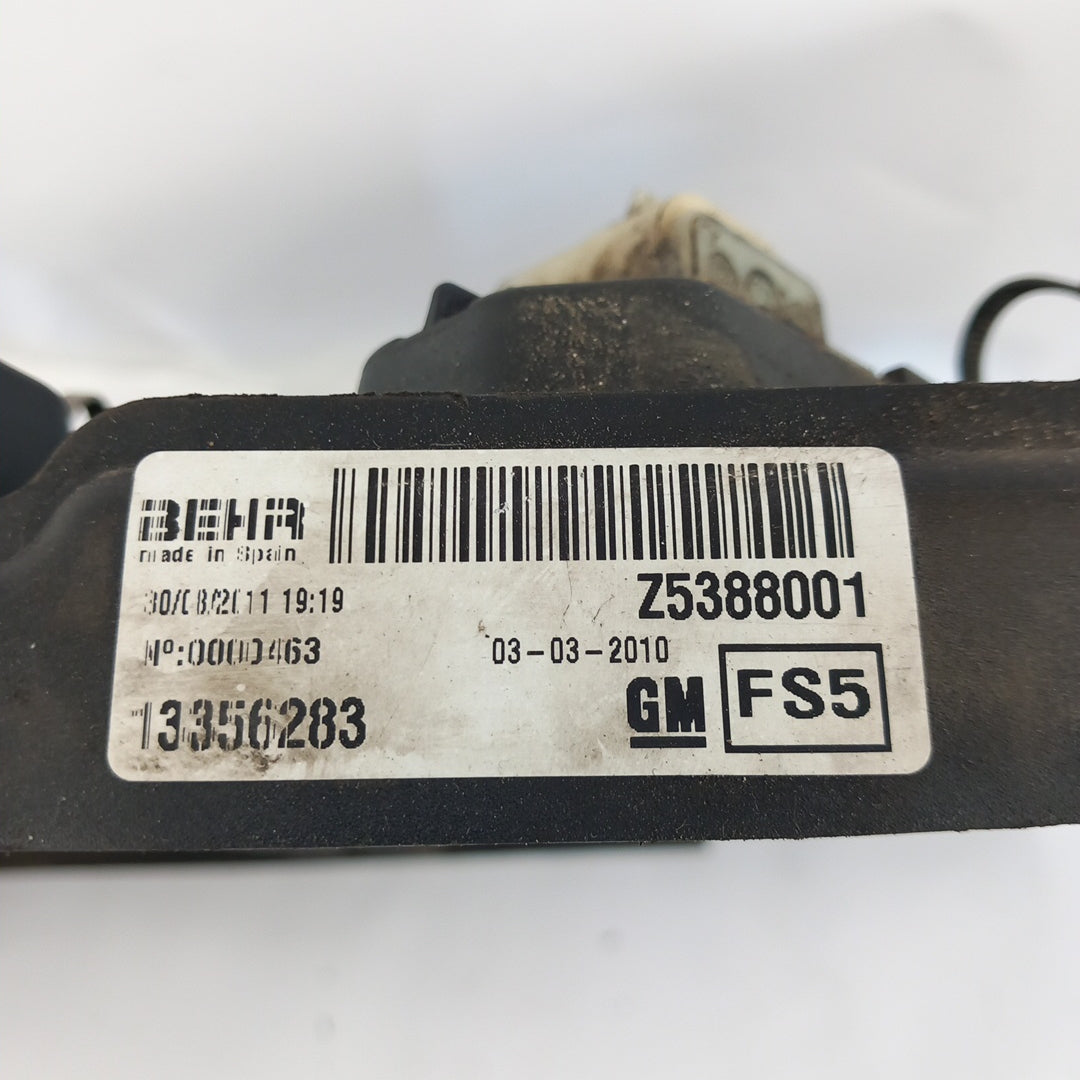 BEHR
made in Spain
30/08/2011 19:19
Z5388001
Nº:0000463
03-03-2010
13356283
GM
FS5